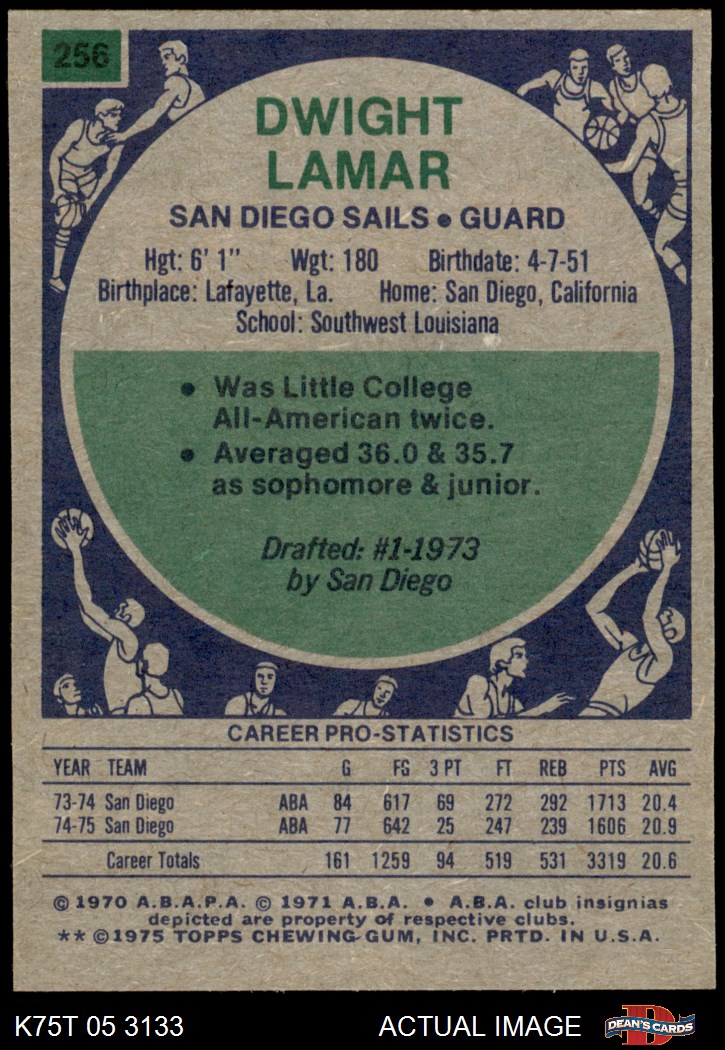 256
DWIGHT
LAMAR
SAN DIEGO SAILS • GUARD
Hgt: 6' 1" Wgt: 180 Birthdate: 4-7-51
Birthplace: Lafayette, La. Home: San Diego, California
School: Southwest Louisiana
• Was Little College
All-American twice.
• Averaged 36.0 & 35.7
as sophomore & junior.
Drafted: #1-1973
by San Diego
CAREER PRO-STATISTICS
YEAR TEAM G FG 3 PT FT REB PTS AVG
73-74 San Diego ABA 84 617 69 272 292 1713 20.4
74-75 San Diego ABA 77 642 25 247 239 1606 20.9
Career Totals 161 1259 94 519 531 3319 20.6
© 1970 A.B.A.P.A. © 1971 A.B.A. • A.B.A. club insignias
depicted are property of respective clubs.
** © 1975 TOPPS CHEWING GUM, INC. PRTD. IN U.S.A.
K75T 05 3133 ACTUAL IMAGE D DEAN'S CARDS